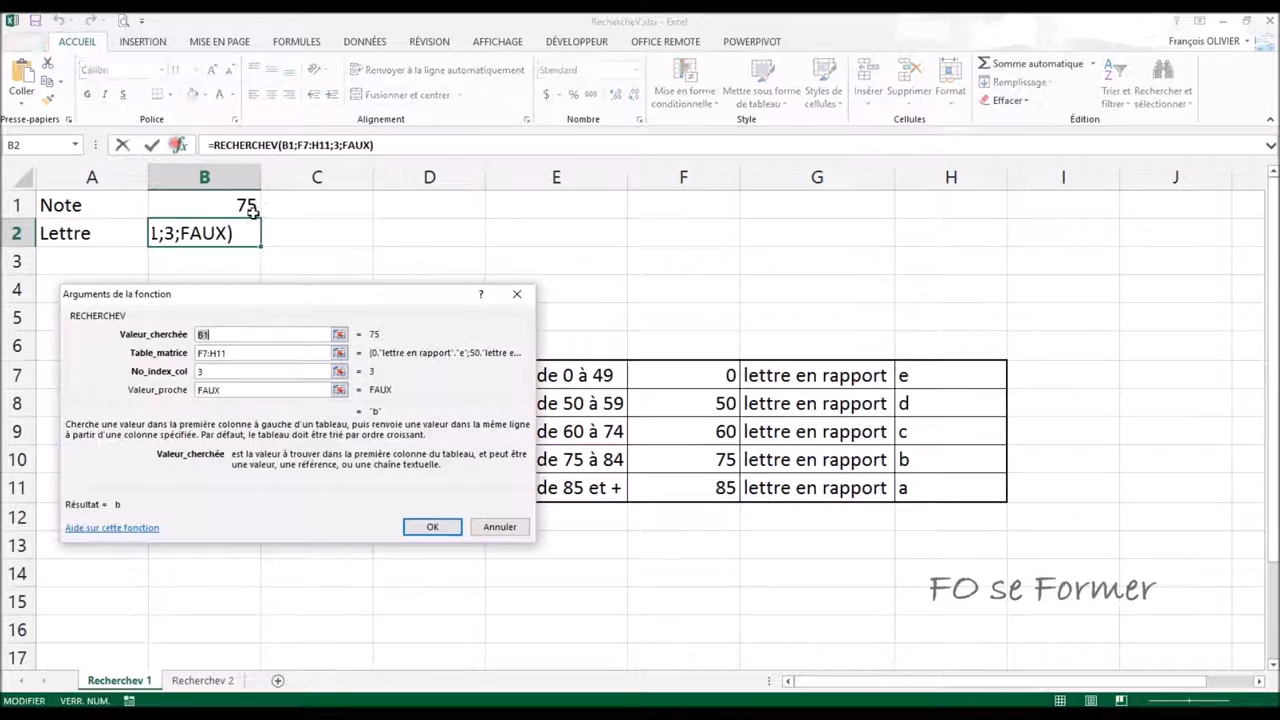 RechercheV.xlsx - Excel
ACCUEIL INSERTION MISE EN PAGE FORMULES DONNÉES RÉVISION AFFICHAGE DÉVELOPPEUR OFFICE REMOTE POWERPIVOT François OLIVIER
Calibri Renvoyer à la ligne automatiquement Standard Somme automatique
Remplissage
Coller G I S Fusionner et centrer $ % 000 Mise en forme conditionnelle Mettre sous forme de tableau Styles de cellules Insérer Supprimer Format Effacer Trier et filtrer Rechercher et sélectionner
Presse-papiers Police Alignement Nombre Style Cellules Édition
B2 =RECHERCHEV(B1;F7:H11;3;FAUX)
A B C D E F G H I J
1 Note 75
2 Lettre 1;3;FAUX)
3
4
5
6
7 de 0 à 49 0 lettre en rapport e
8 de 50 à 59 50 lettre en rapport d
9 de 60 à 74 60 lettre en rapport c
10 de 75 à 84 75 lettre en rapport b
11 de 85 et + 85 lettre en rapport a
12
13
14
15
16
17
Arguments de la fonction ? ×
RECHERCHEV
Valeur_cherchée B1 = 75
Table_matrice F7:H11 = {0."lettre en rapport"."e";50."lettre e...
No_index_col 3 = 3
Valeur_proche FAUX = FAUX
= "b"
Cherche une valeur dans la première colonne à gauche d'un tableau, puis renvoie une valeur dans la même ligne
à partir d'une colonne spécifiée. Par défaut, le tableau doit être trié par ordre croissant.
Valeur_cherchée est la valeur à trouver dans la première colonne du tableau, et peut être
une valeur, une référence, ou une chaîne textuelle.
Résultat = b
Aide sur cette fonction OK Annuler
FO se Former
Recherchev 1 Recherchev 2
MODIFIER VERR. NUM.